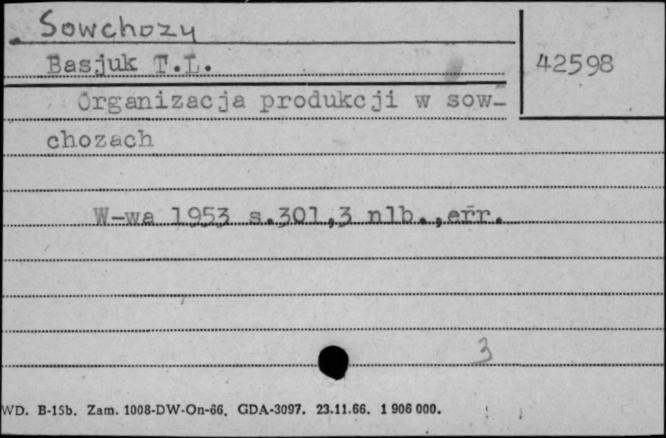 Sowchozy
Basjuk T.L.
42598
Organizacja produkcji w sow-
chozach
W-wa 1953 s.301,3 nlb.,err.
3
WD. B-15b. Zam. 1008-DW-On-66. GDA-3097. 23.11.66. 1 906 000.